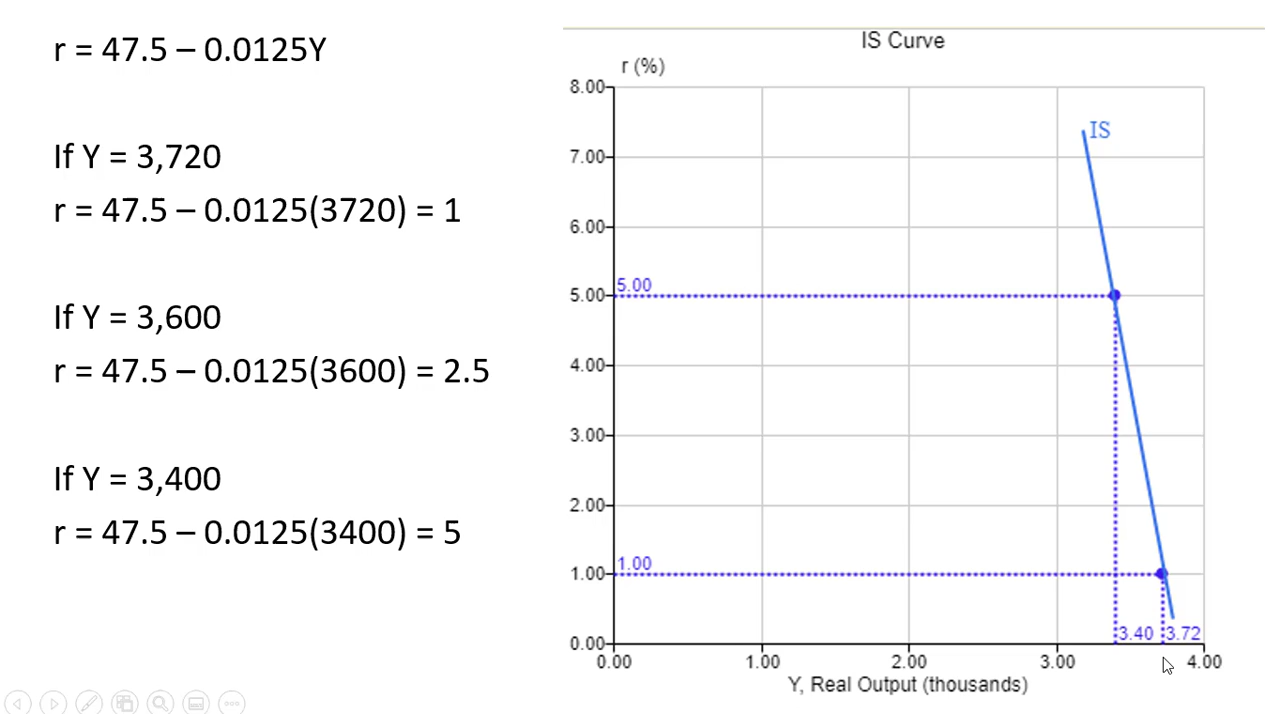 r = 47.5 – 0.0125Y
If Y = 3,720
r = 47.5 – 0.0125(3720) = 1
If Y = 3,600
r = 47.5 – 0.0125(3600) = 2.5
If Y = 3,400
r = 47.5 – 0.0125(3400) = 5
IS Curve
r (%)
8.00
IS
7.00
6.00
5.00
5.00
4.00
3.00
2.00
1.00
1.00
3.40 3.72
0.00
0.00 1.00 2.00 3.00 4.00
Y, Real Output (thousands)